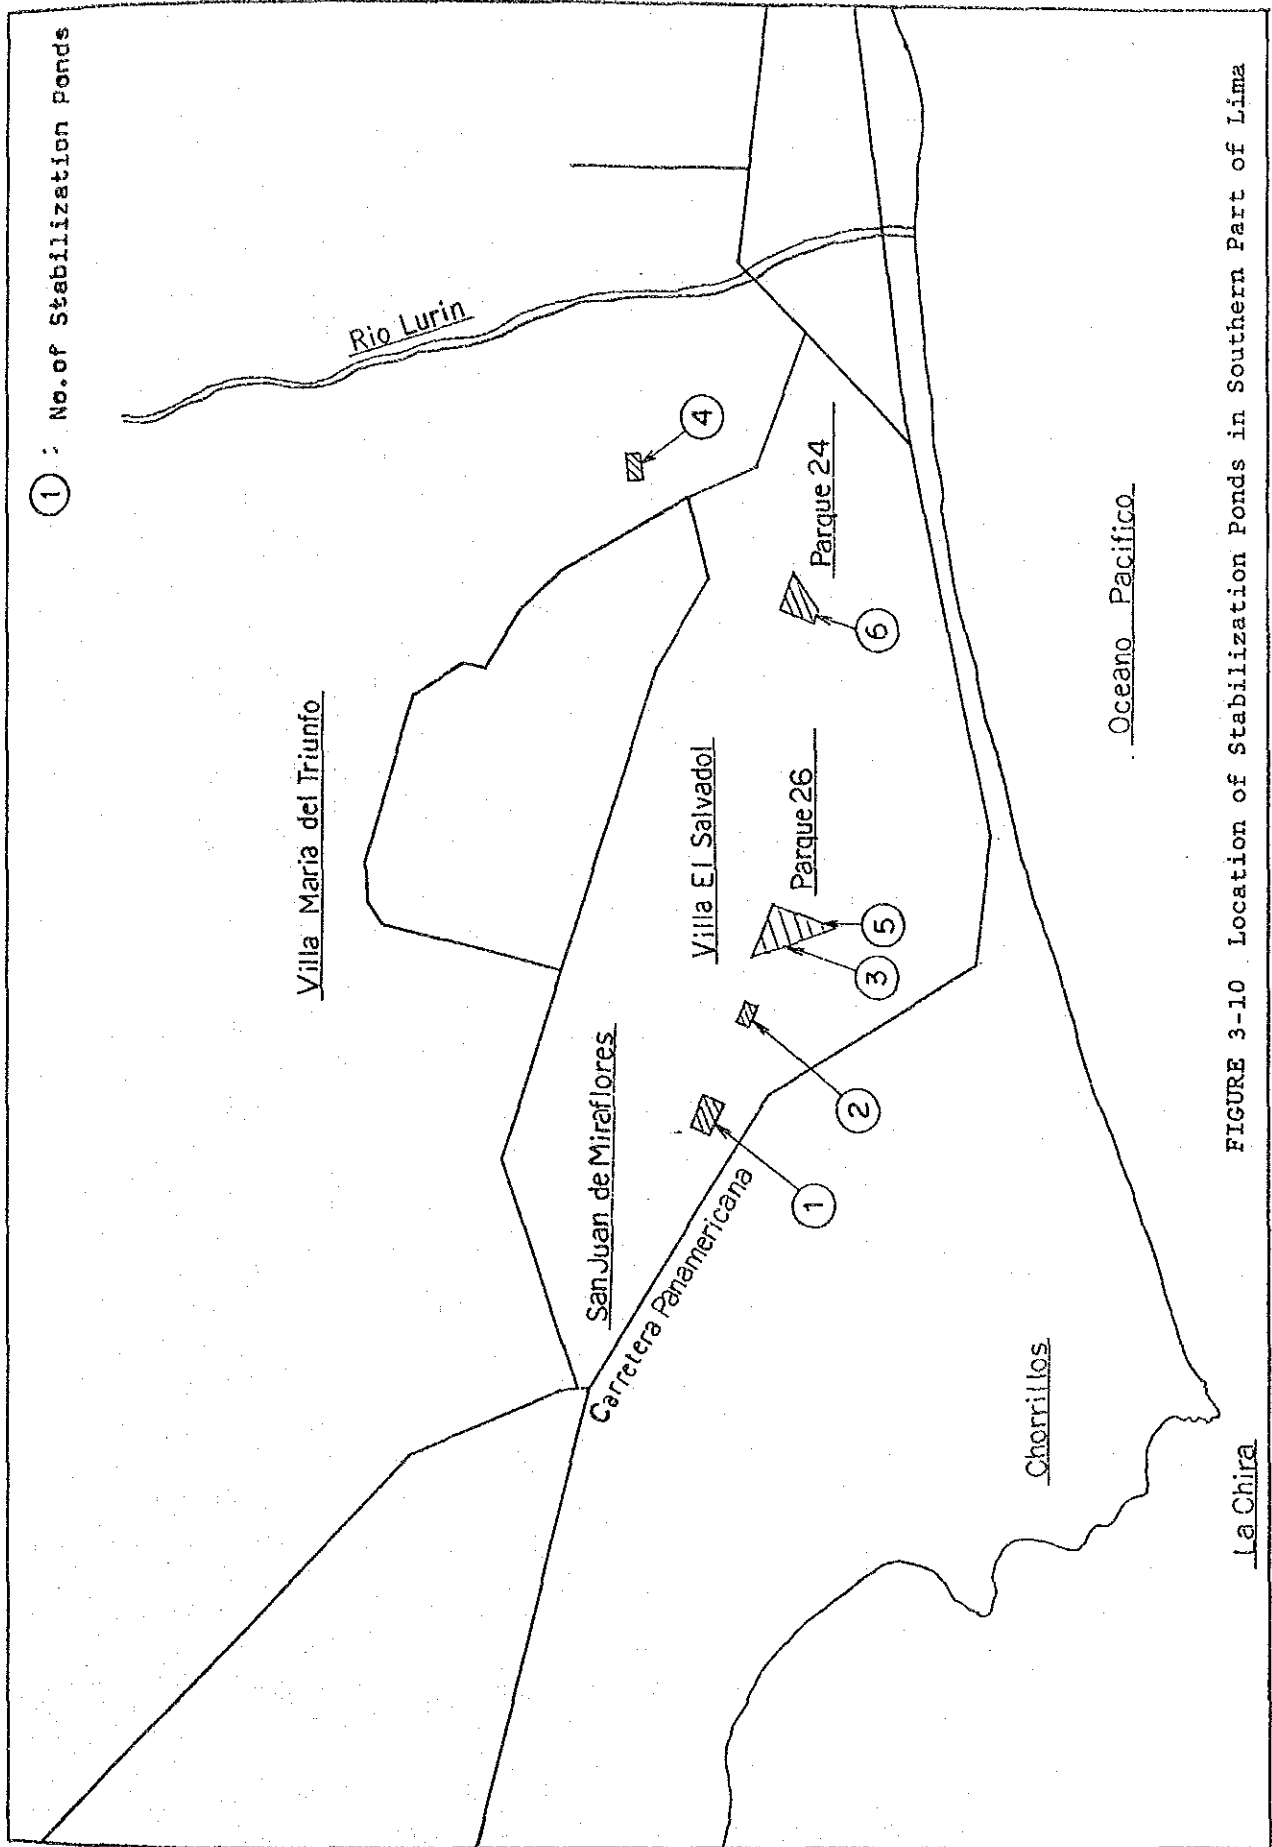 ① : No.of Stabilization Ponds
Rio Lurin
Villa Maria del Triunfo
④
Parque 24
⑥
San Juan de Miraflores
Villa El Salvadol
Parque 26
⑤
③
②
①
Carretera Panamericana
Oceano Pacifico
Chorrillos
La Chira
FIGURE 3-10 Location of Stabilization Ponds in Southern Part of Lima